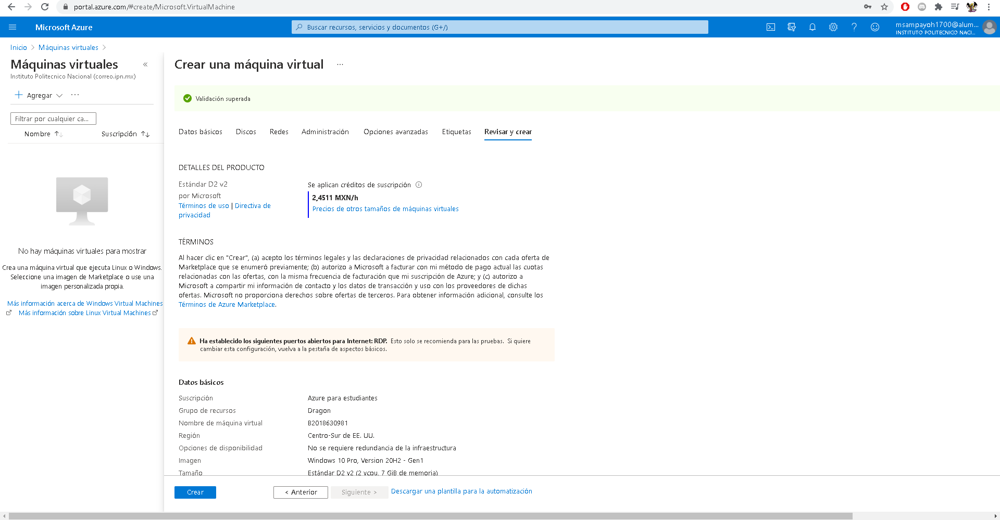 portal.azure.com/#create/Microsoft.VirtualMachine
Microsoft Azure
Buscar recursos, servicios y documentos (G+/)
msampayoh1700@alum...
INSTITUTO POLITECNICO NACI...
Inicio > Máquinas virtuales >
Máquinas virtuales
«
Instituto Politecnico Nacional (correo.ipn.mx)
+ Agregar ...
Filtrar por cualquier ca...
Nombre ↑↓
Suscripción ↑↓
No hay máquinas virtuales para mostrar
Crea una máquina virtual que ejecuta Linux o Windows.
Seleccione una imagen de Marketplace o use una
imagen personalizada propia.
Más información acerca de Windows Virtual Machines
Más información sobre Linux Virtual Machines
Crear una máquina virtual ...
Validación superada
Datos básicos
Discos
Redes
Administración
Opciones avanzadas
Etiquetas
Revisar y crear
DETALLES DEL PRODUCTO
Estándar D2 v2
por Microsoft
Términos de uso | Directiva de
privacidad
Se aplican créditos de suscripción
2,4511 MXN/h
Precios de otros tamaños de máquinas virtuales
TÉRMINOS
Al hacer clic en "Crear", (a) acepto los términos legales y las declaraciones de privacidad relacionados con cada oferta de
Marketplace que se enumeró previamente; (b) autorizo a Microsoft a facturar con mi método de pago actual las cuotas
relacionadas con las ofertas, con la misma frecuencia de facturación que mi suscripción de Azure; y (c) autorizo a
Microsoft a compartir mi información de contacto y los datos de transacción y uso con los proveedores de dichas
ofertas. Microsoft no proporciona derechos sobre ofertas de terceros. Para obtener información adicional, consulte los
Términos de Azure Marketplace.
Ha establecido los siguientes puertos abiertos para Internet: RDP. Esto solo se recomienda para las pruebas. Si quiere
cambiar esta configuración, vuelva a la pestaña de aspectos básicos.
Datos básicos
Suscripción Azure para estudiantes
Grupo de recursos Dragon
Nombre de máquina virtual B2018630981
Región Centro-Sur de EE. UU.
Opciones de disponibilidad No se requiere redundancia de la infraestructura
Imagen Windows 10 Pro, Version 20H2 - Gen1
Tamaño Estándar D2 v2 (2 vcpu, 7 GiB de memoria)
Crear
< Anterior
Siguiente >
Descargar una plantilla para la automatización